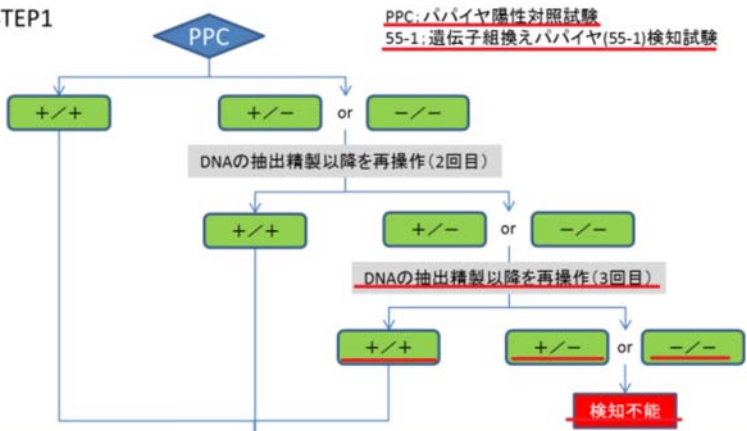 STEP1
PPC;パパイヤ陽性対照試験
55-1;遺伝子組換えパパイヤ(55-1)検知試験
PPC
+/+
+/- or -/-
DNAの抽出精製以降を再操作(2回目)
+/+
+/- or -/-
DNAの抽出精製以降を再操作(3回目)
+/+
+/- or -/-
検知不能